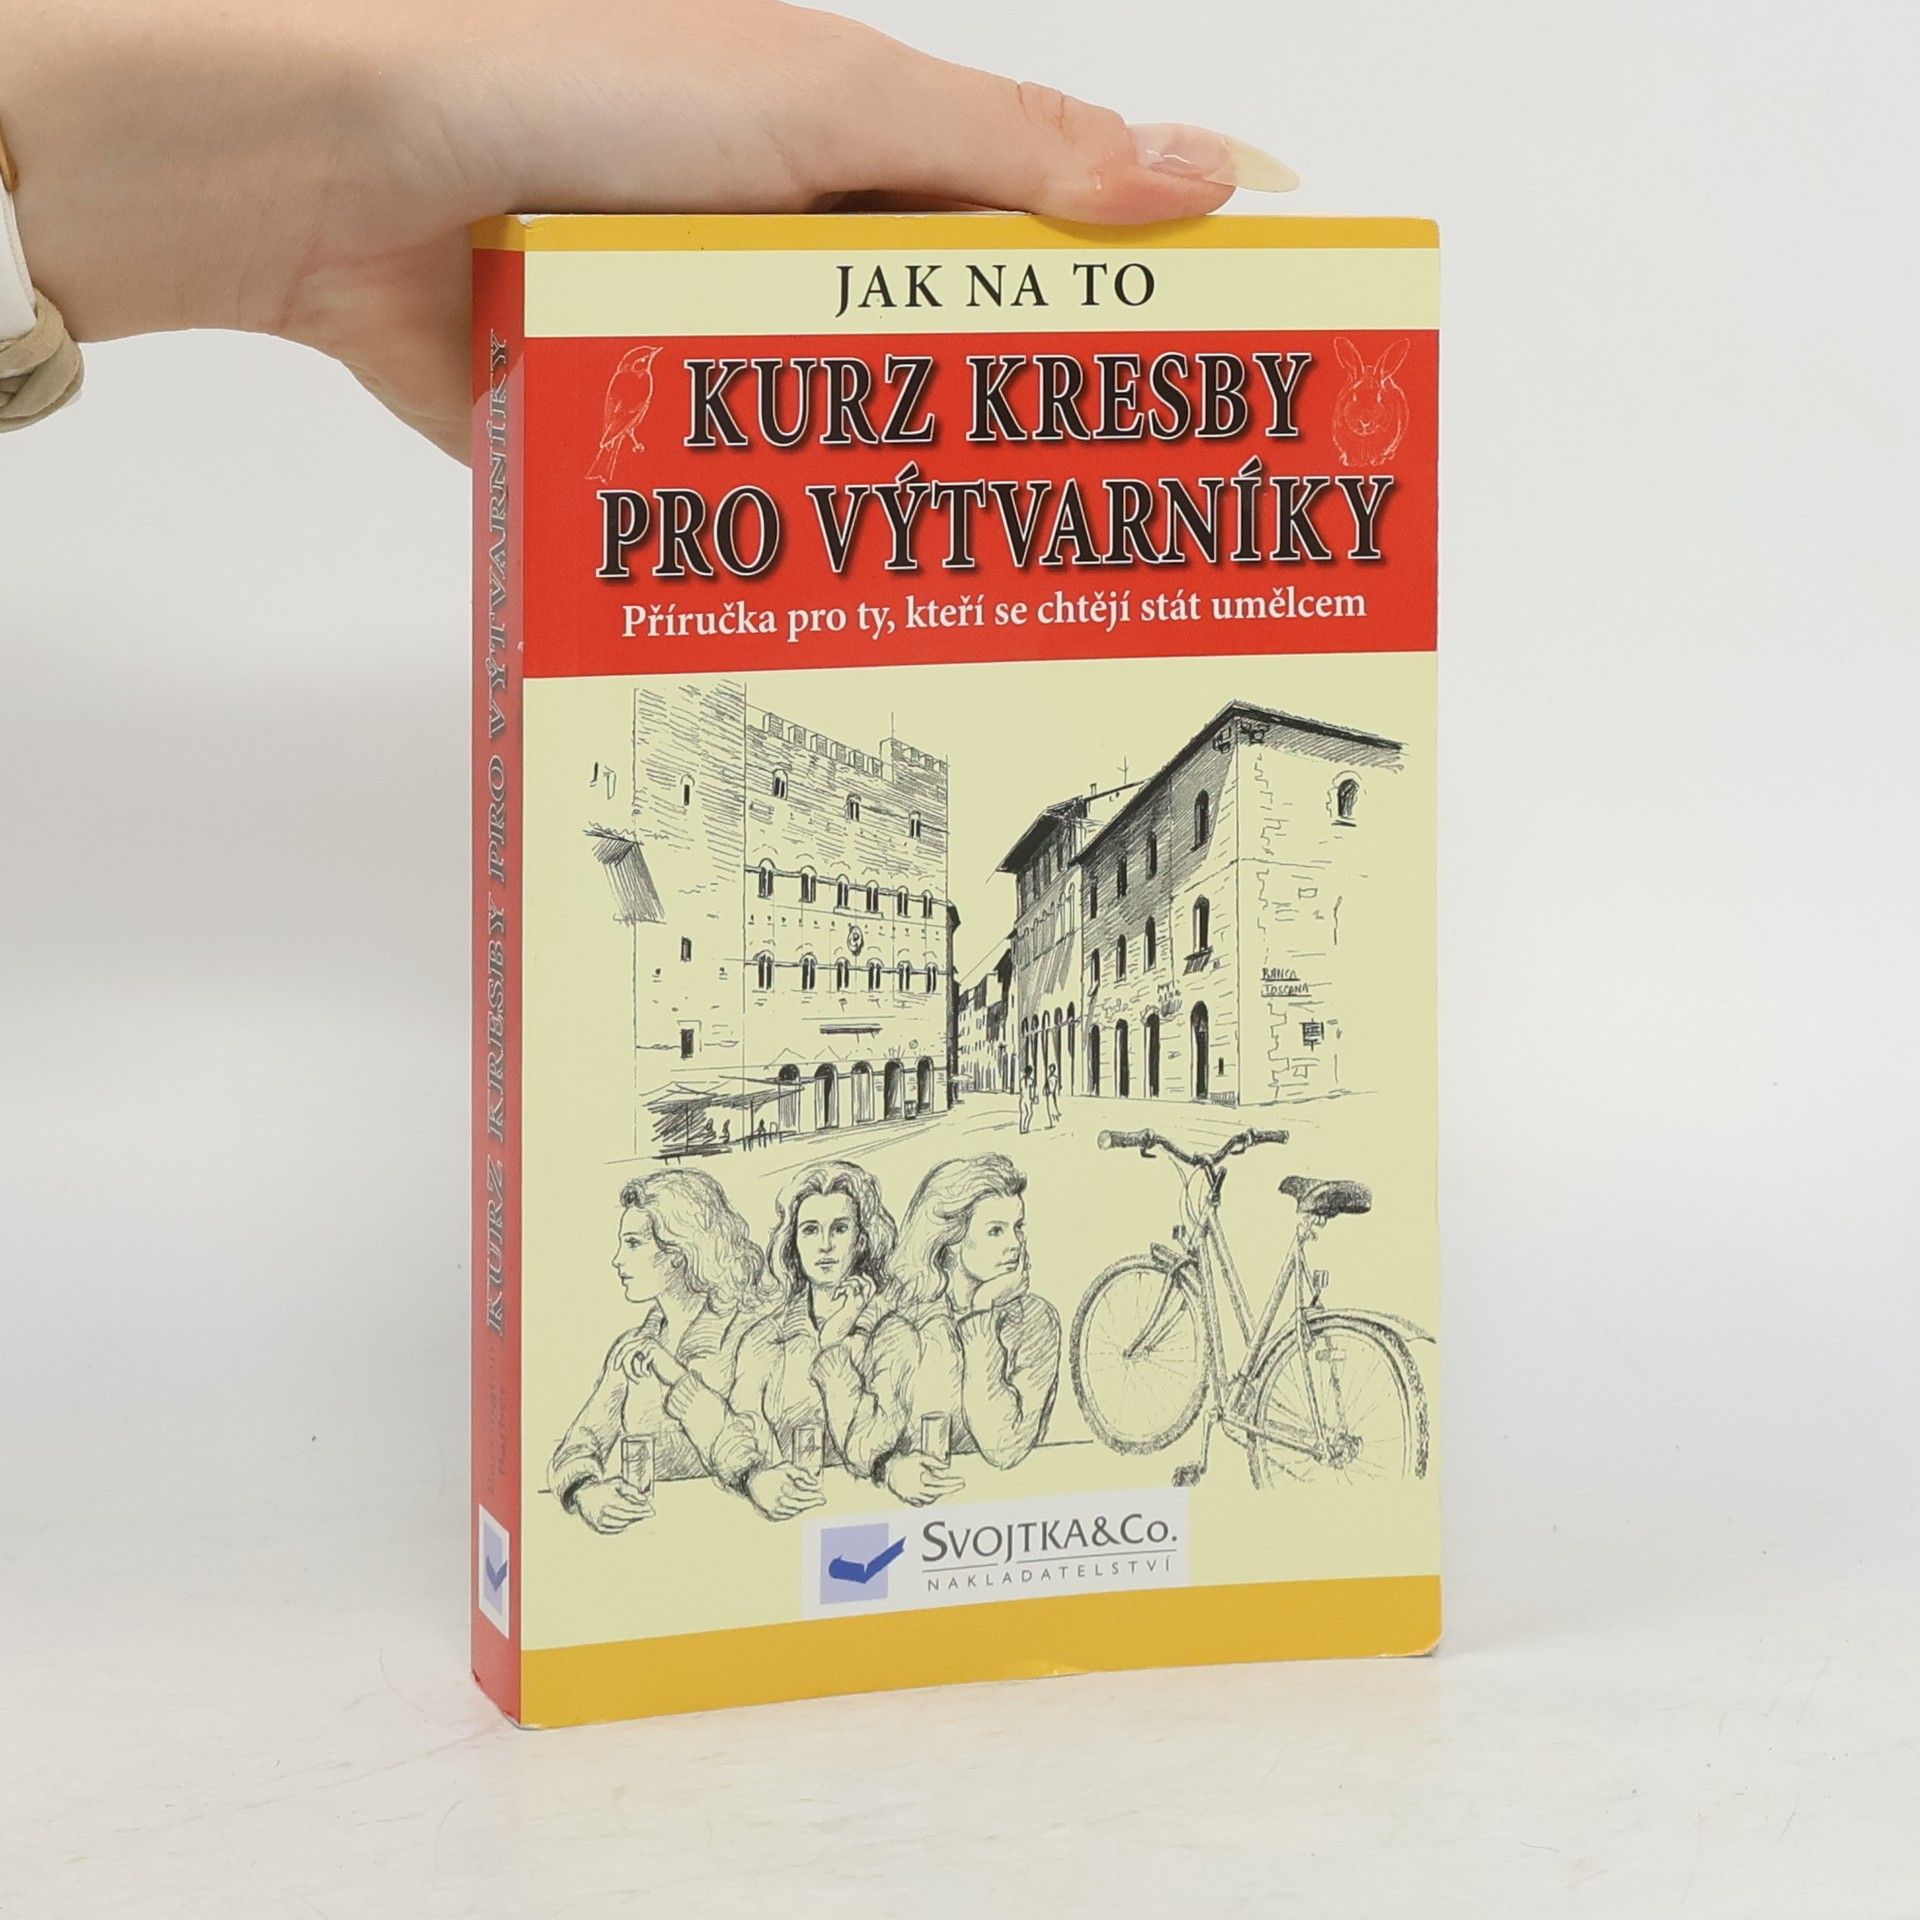 JAK NA TO
KURZ KRESBY
PRO VÝTVARNÍKY
Příručka pro ty, kteří se chtějí stát umělcem
BANCA
TOSCANA
SVOJTKA&CO.
NAKLADATELSTVÍ
KURZ KRESBY PRO VÝTVARNÍKY